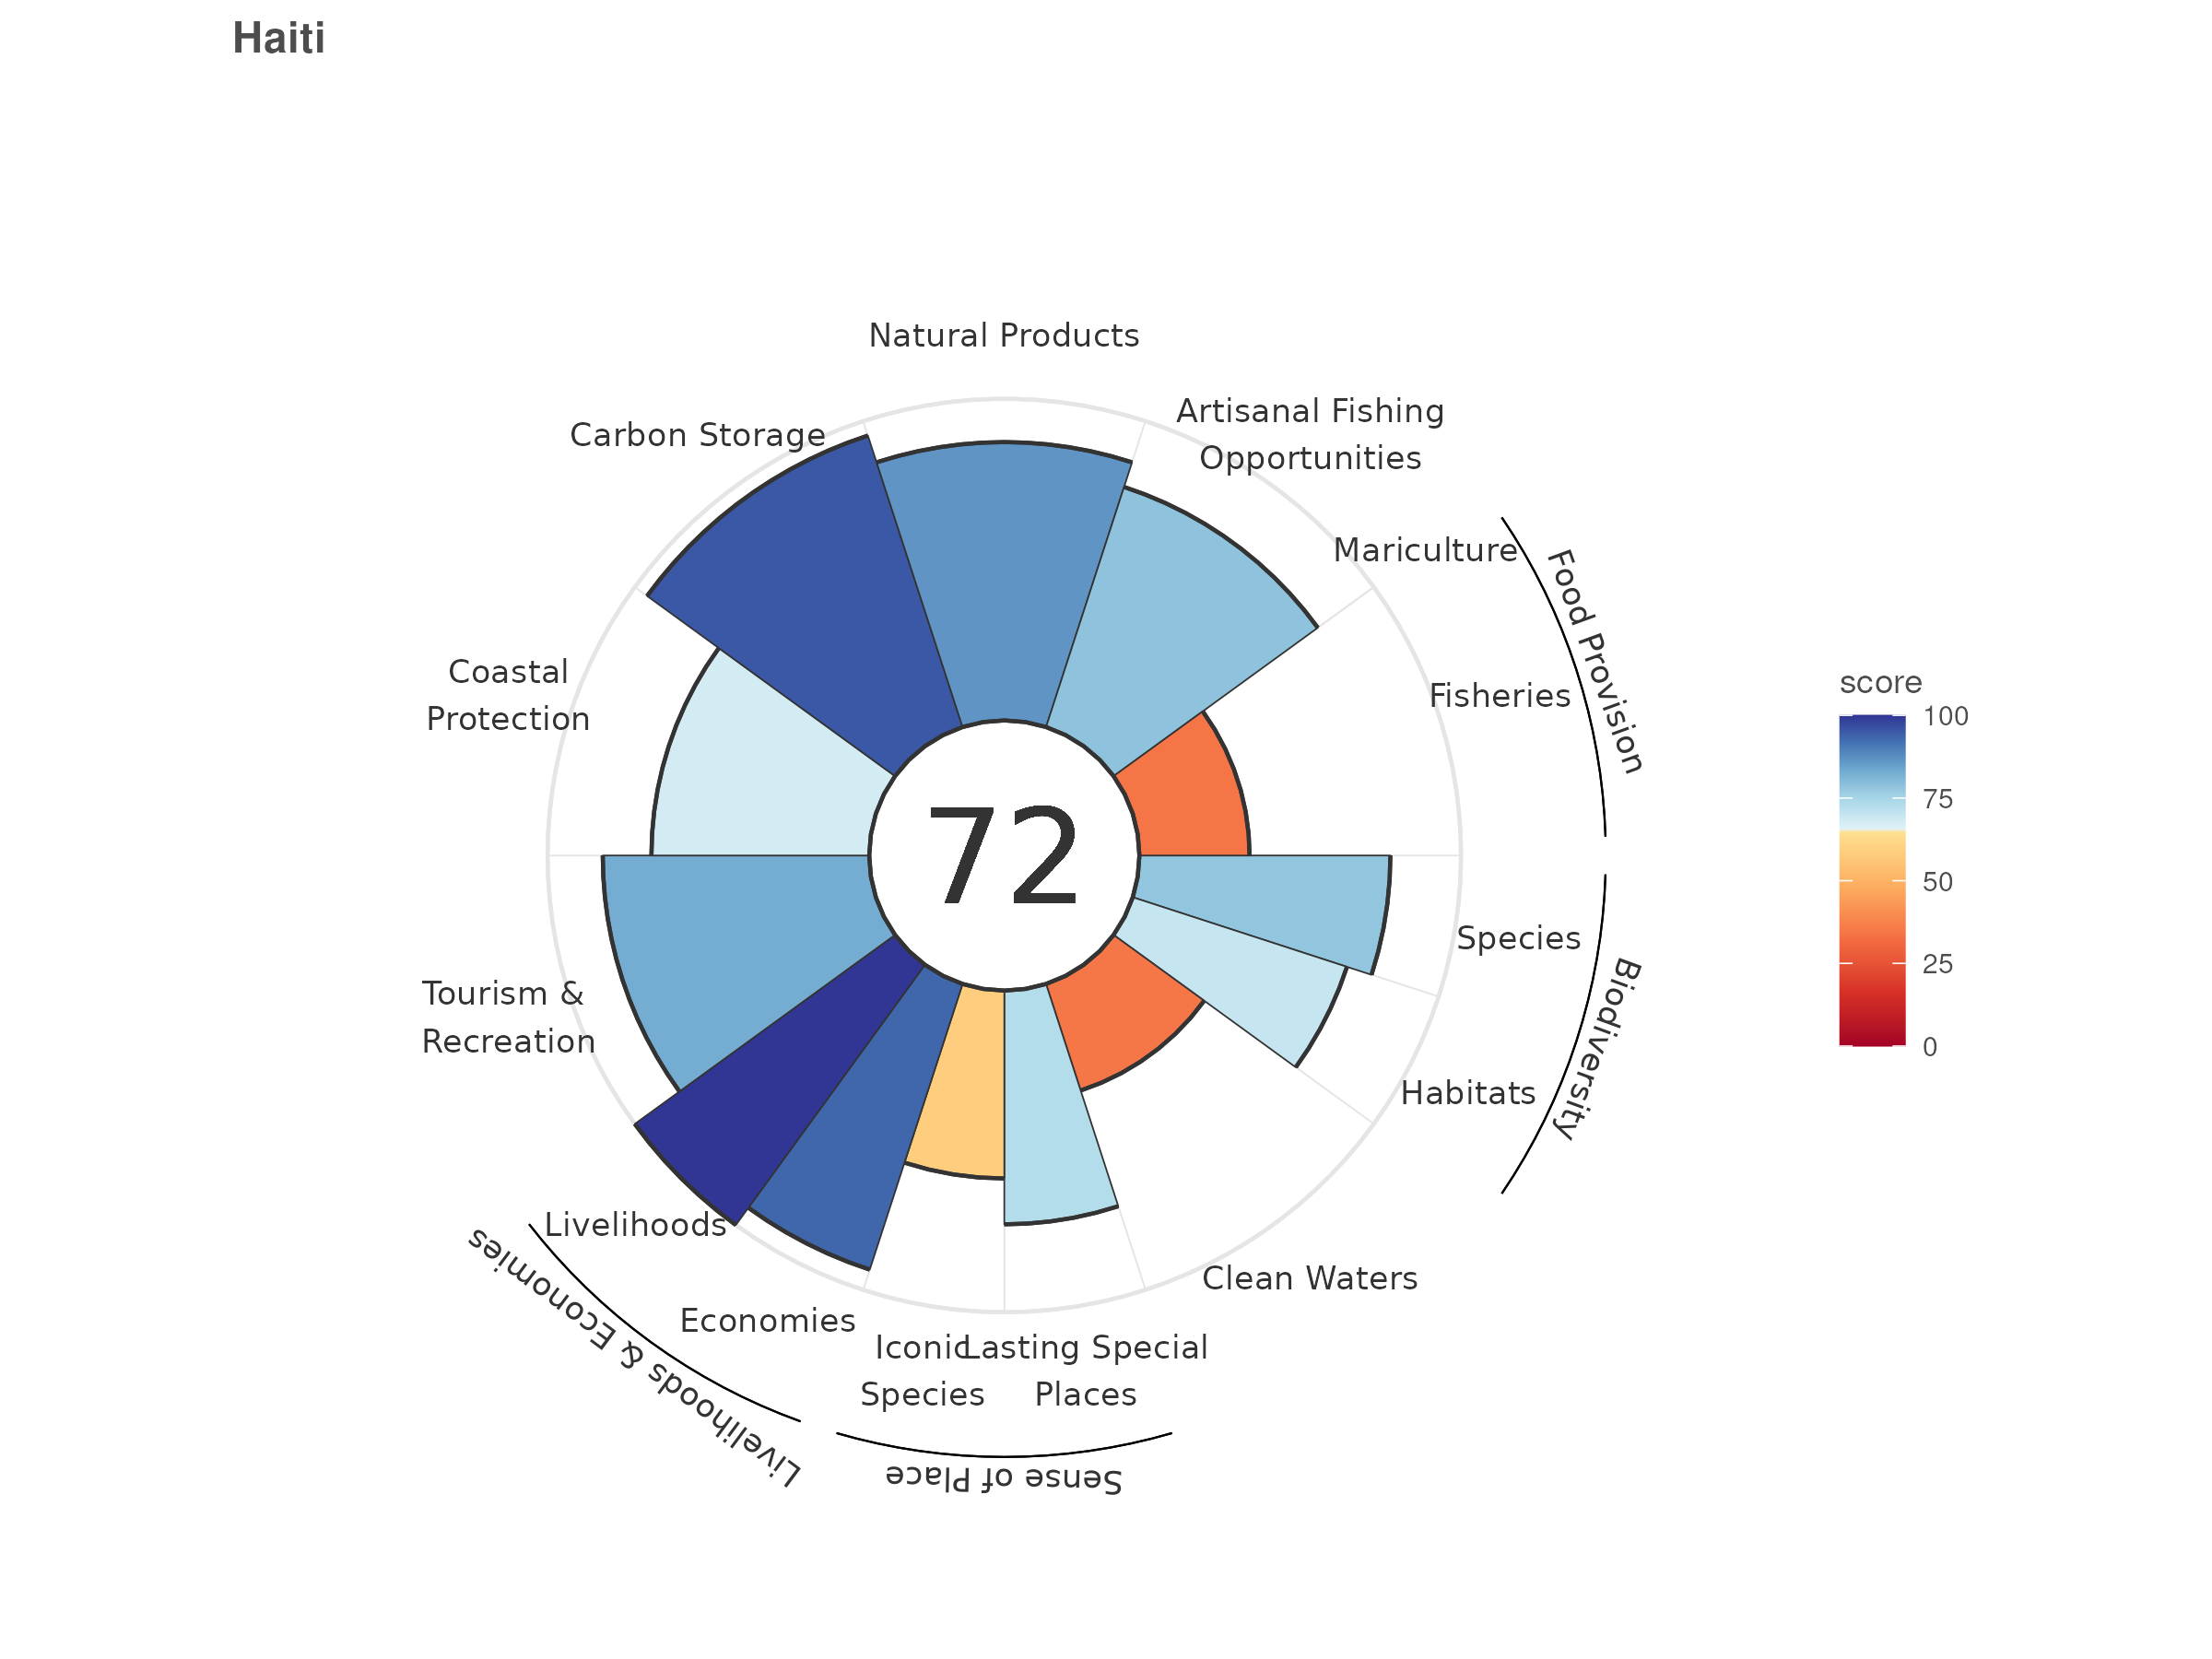 Haiti
Natural Products
Artisanal Fishing
Opportunities
Carbon Storage
Mariculture
Food Provision
Fisheries
Coastal
Protection
score
100
75
50
25
0
72
Species
Biodiversity
Habitats
Tourism &
Recreation
Livelihoods
Livelihoods & Economies
Economies
Clean Waters
Iconic
Species
Lasting Special
Places
Sense of Place